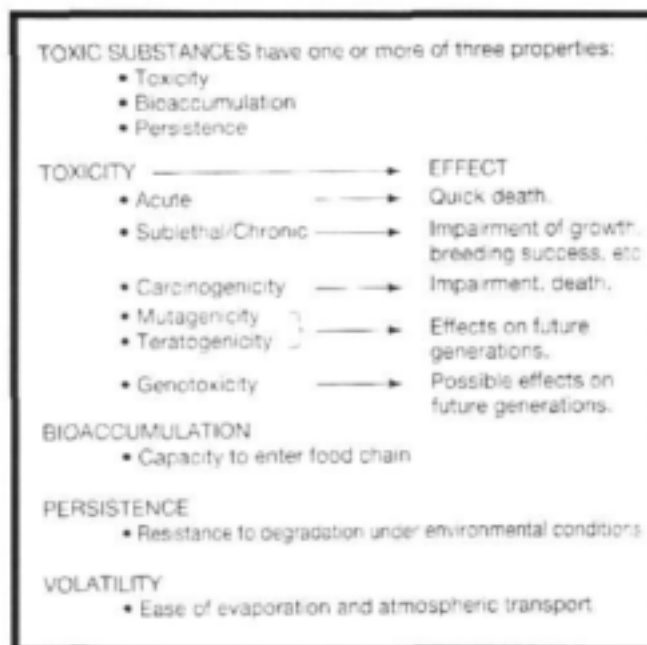 TOXIC SUBSTANCES have one or more of three properties:
• Toxicity
• Bioaccumulation
• Persistence
TOXICITY → EFFECT
• Acute → Quick death.
• Sublethal/Chronic → Impairment of growth, breeding success, etc
• Carcinogenicity → Impairment, death.
• Mutagenicity
• Teratogenicity → Effects on future generations.
• Genotoxicity → Possible effects on future generations.
BIOACCUMULATION
• Capacity to enter food chain
PERSISTENCE
• Resistance to degradation under environmental conditions
VOLATILITY
• Ease of evaporation and atmospheric transport